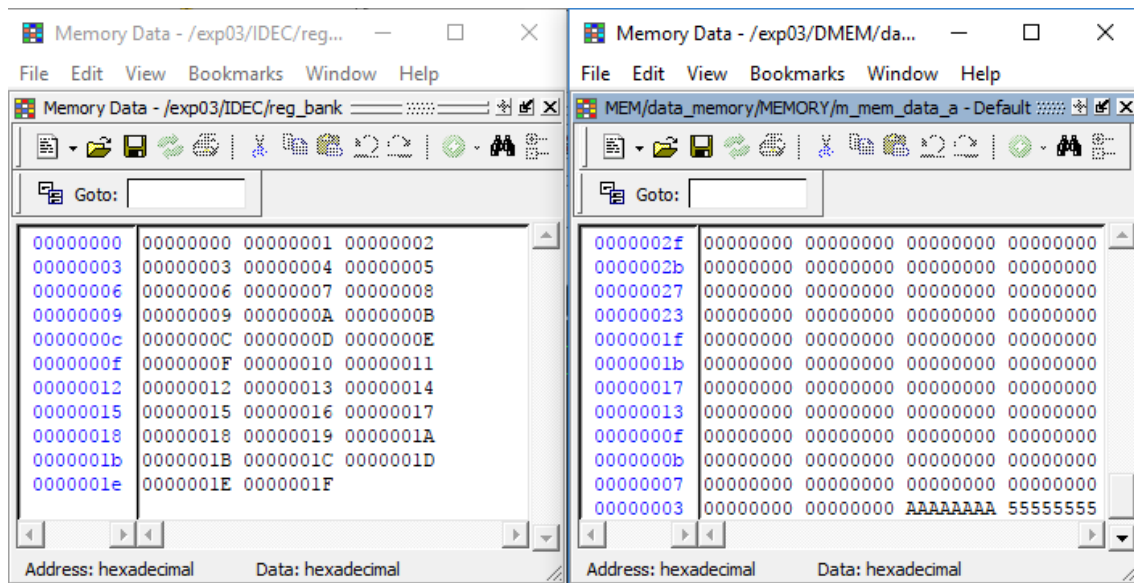 Memory Data - /exp03/IDEC/reg...
File Edit View Bookmarks Window Help
Memory Data - /exp03/IDEC/reg_bank
Goto:
00000000 00000000 00000001 00000002
00000003 00000003 00000004 00000005
00000006 00000006 00000007 00000008
00000009 00000009 0000000A 0000000B
0000000c 0000000C 0000000D 0000000E
0000000f 0000000F 00000010 00000011
00000012 00000012 00000013 00000014
00000015 00000015 00000016 00000017
00000018 00000018 00000019 0000001A
0000001b 0000001B 0000001C 0000001D
0000001e 0000001E 0000001F
Address: hexadecimal Data: hexadecimal
Memory Data - /exp03/DMEM/da...
File Edit View Bookmarks Window Help
MEM/data_memory/MEMORY/m_mem_data_a - Default
Goto:
0000002f 00000000 00000000 00000000 00000000
0000002b 00000000 00000000 00000000 00000000
00000027 00000000 00000000 00000000 00000000
00000023 00000000 00000000 00000000 00000000
0000001f 00000000 00000000 00000000 00000000
0000001b 00000000 00000000 00000000 00000000
00000017 00000000 00000000 00000000 00000000
00000013 00000000 00000000 00000000 00000000
0000000f 00000000 00000000 00000000 00000000
0000000b 00000000 00000000 00000000 00000000
00000007 00000000 00000000 00000000 00000000
00000003 00000000 00000000 AAAAAAAA 55555555
Address: hexadecimal Data: hexadecimal